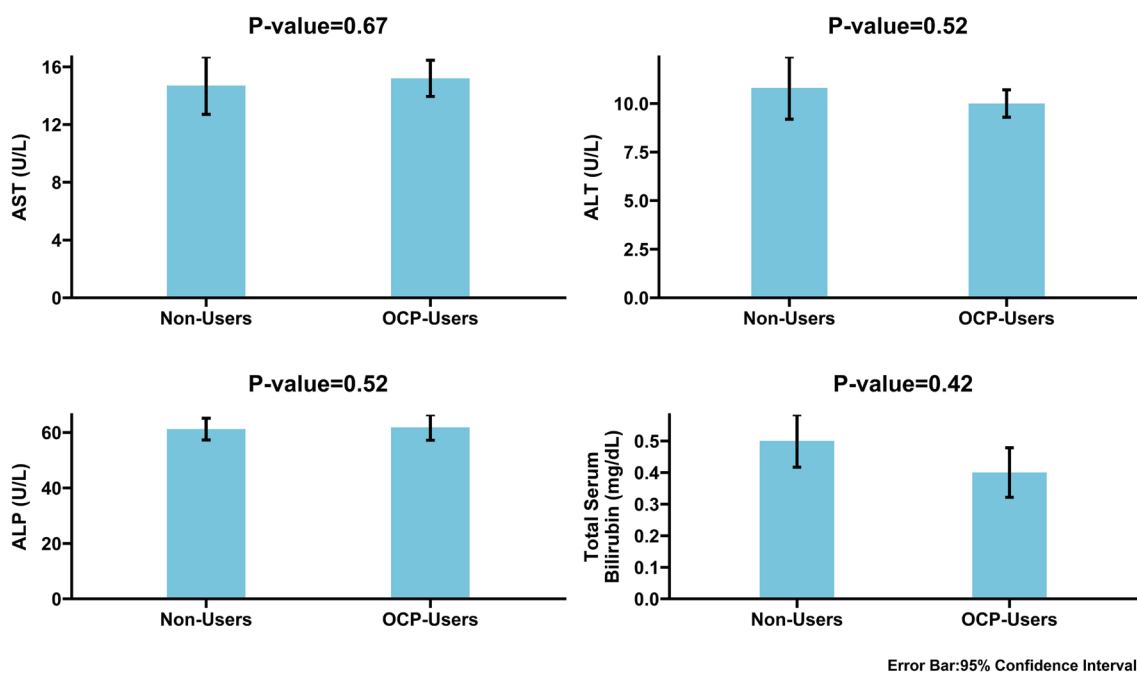 P-value=0.67
AST (U/L)
16
12
8
4
0
Non-Users OCP-Users
P-value=0.52
ALT (U/L)
10.0
7.5
5.0
2.5
0.0
Non-Users OCP-Users
P-value=0.52
ALP (U/L)
60
40
20
0
Non-Users OCP-Users
P-value=0.42
Total Serum
Bilirubin (mg/dL)
0.5
0.4
0.3
0.2
0.1
0.0
Non-Users OCP-Users
Error Bar:95% Confidence Interval